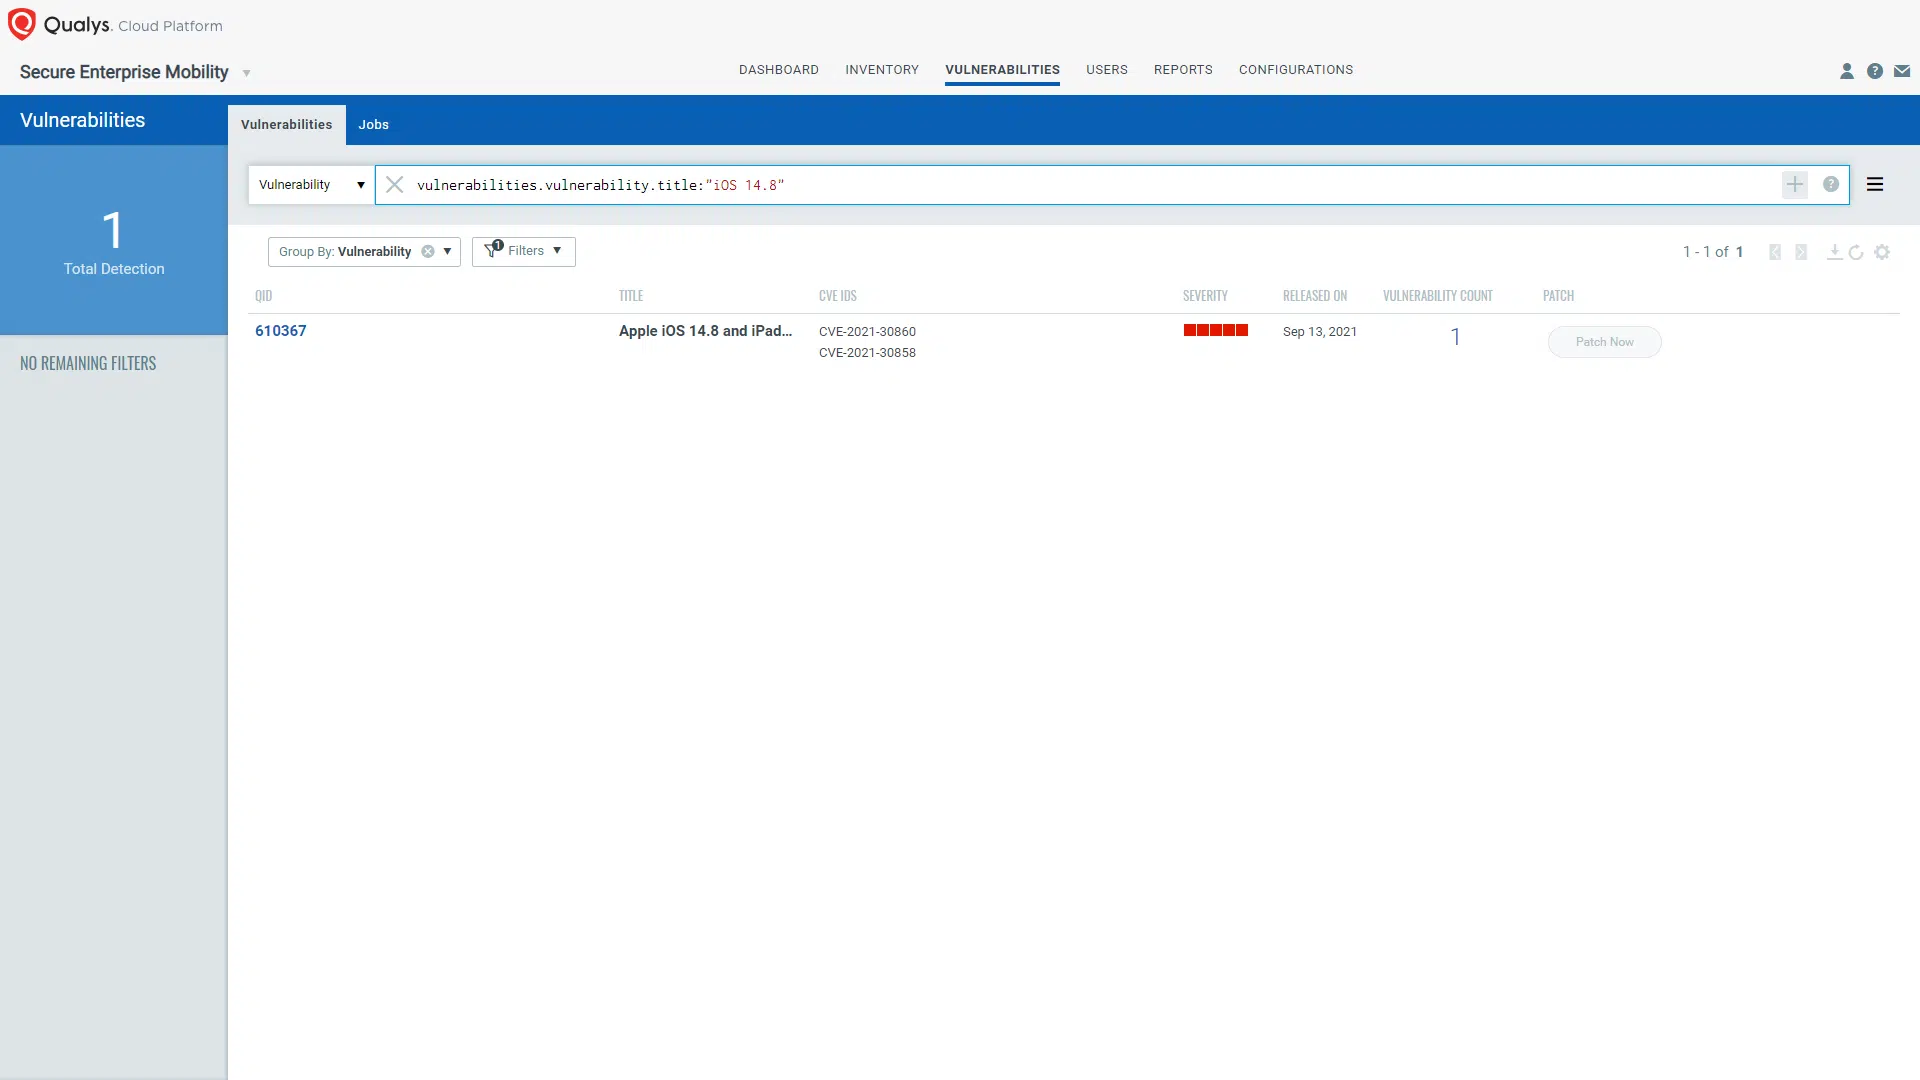 Qualys. Cloud Platform
Secure Enterprise Mobility
DASHBOARD INVENTORY VULNERABILITIES USERS REPORTS CONFIGURATIONS
Vulnerabilities
Vulnerabilities Jobs
Vulnerability vulnerabilities.vulnerability.title:"iOS 14.8"
1
Total Detection
NO REMAINING FILTERS
Group By: Vulnerability 1 Filters 1 - 1 of 1
QID TITLE CVE IDS SEVERITY RELEASED ON VULNERABILITY COUNT PATCH
610367 Apple iOS 14.8 and iPad... CVE-2021-30860 Sep 13, 2021 1 Patch Now
CVE-2021-30858